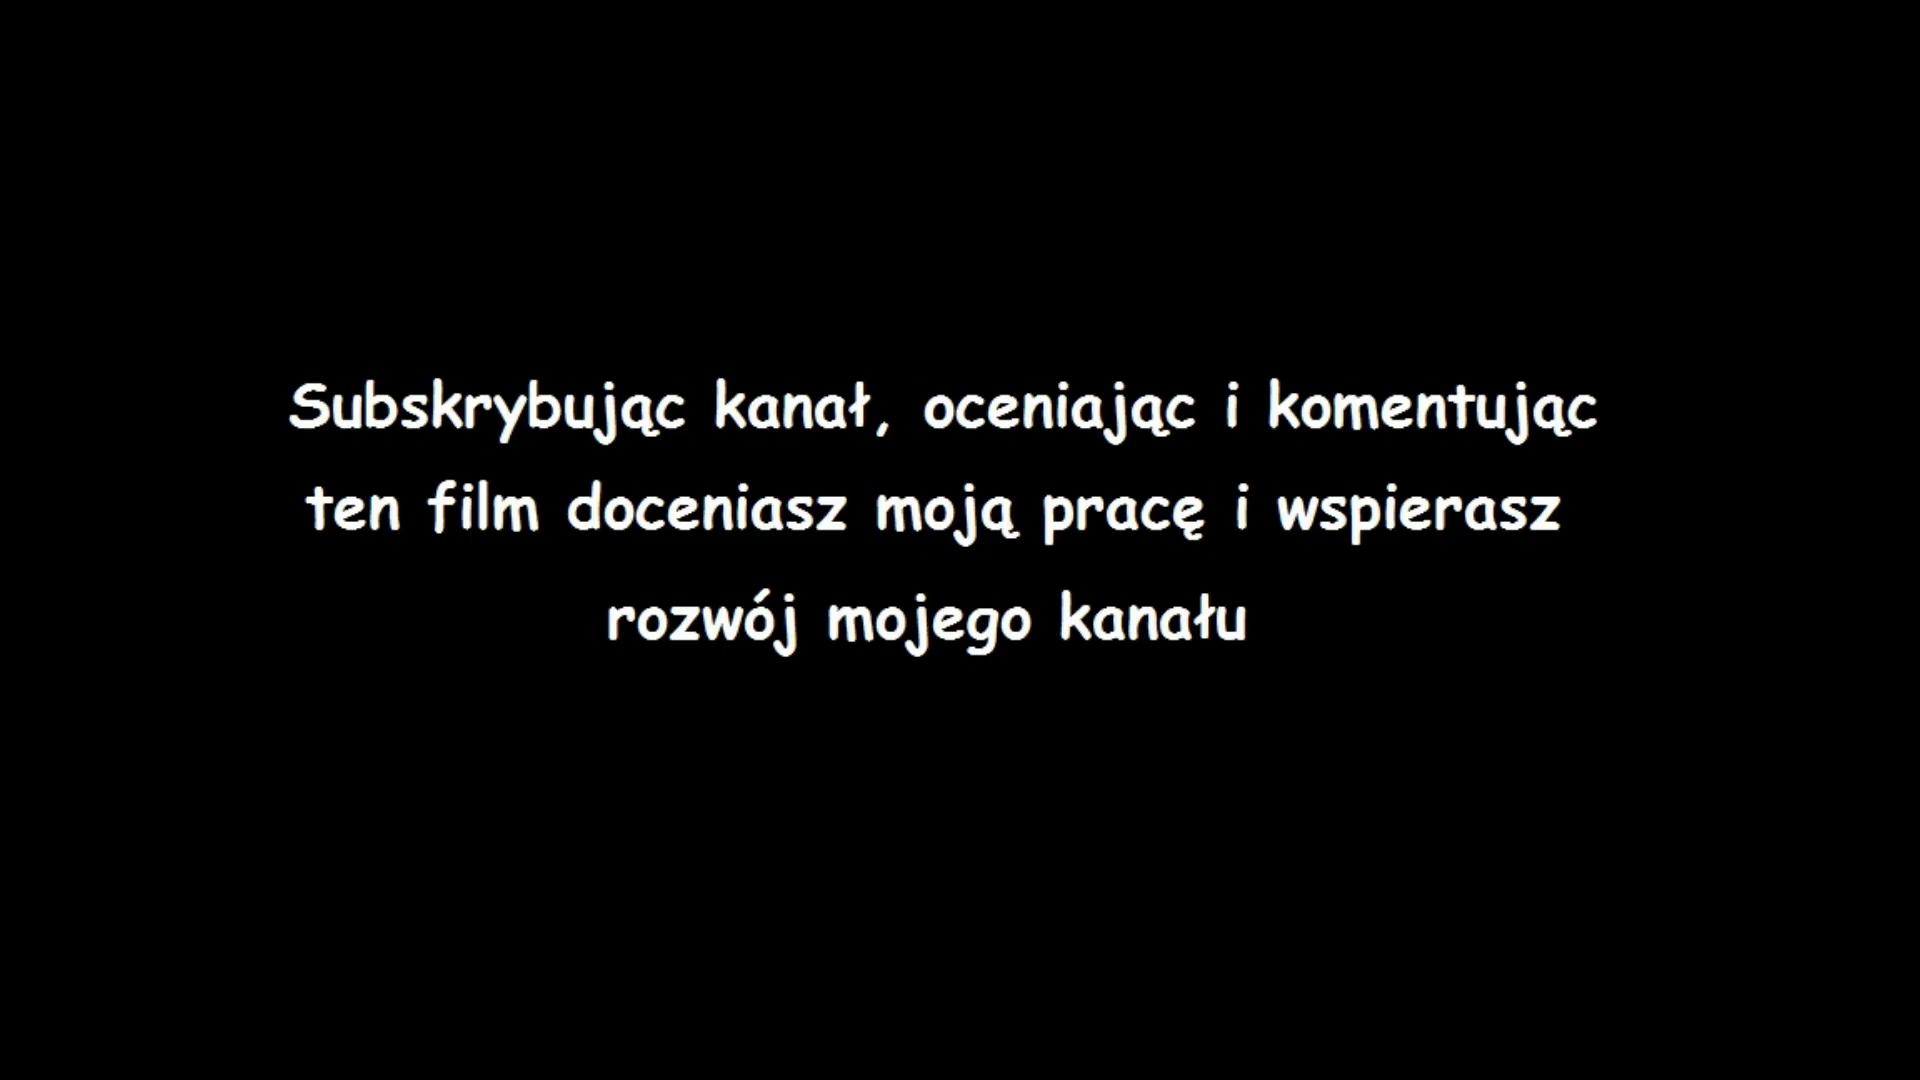 Subskrybując kanał, oceniając i komentując
ten film doceniasz moją pracę i wspierasz
rozwój mojego kanału